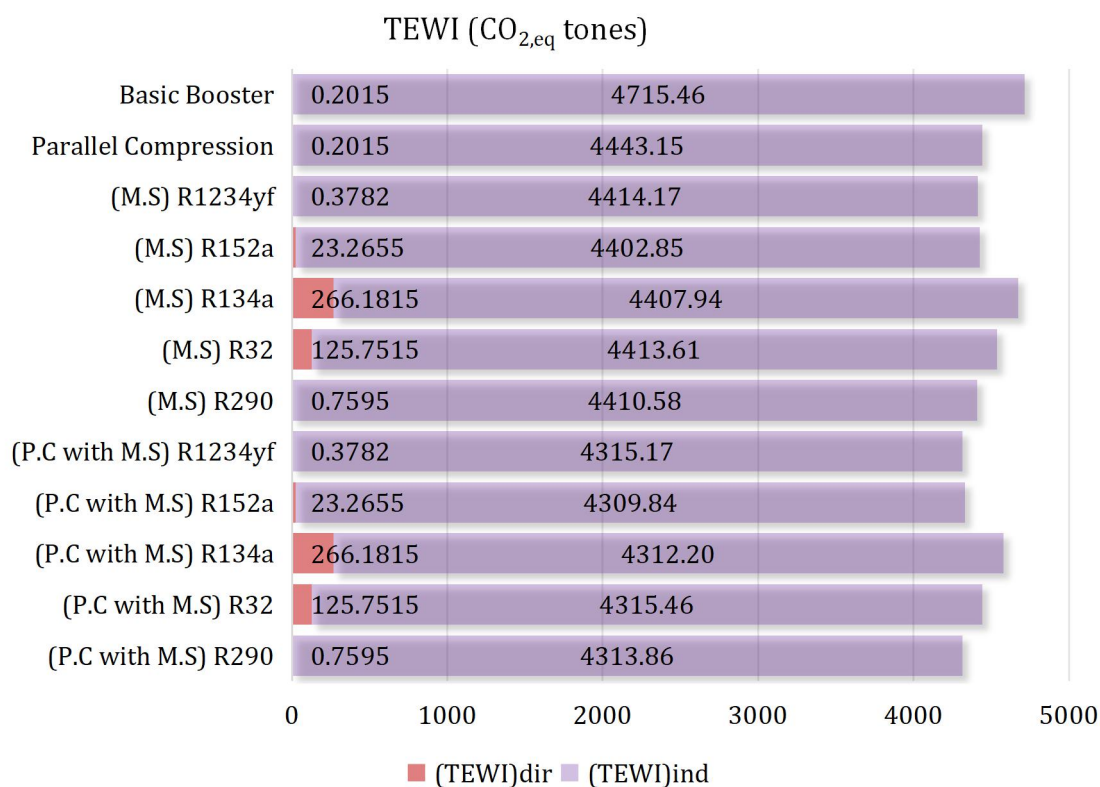 TEWI (CO2,eq tones)
Basic Booster 0.2015 4715.46
Parallel Compression 0.2015 4443.15
(M.S) R1234yf 0.3782 4414.17
(M.S) R152a 23.2655 4402.85
(M.S) R134a 266.1815 4407.94
(M.S) R32 125.7515 4413.61
(M.S) R290 0.7595 4410.58
(P.C with M.S) R1234yf 0.3782 4315.17
(P.C with M.S) R152a 23.2655 4309.84
(P.C with M.S) R134a 266.1815 4312.20
(P.C with M.S) R32 125.7515 4315.46
(P.C with M.S) R290 0.7595 4313.86
0 1000 2000 3000 4000 5000
(TEWI)dir (TEWI)ind